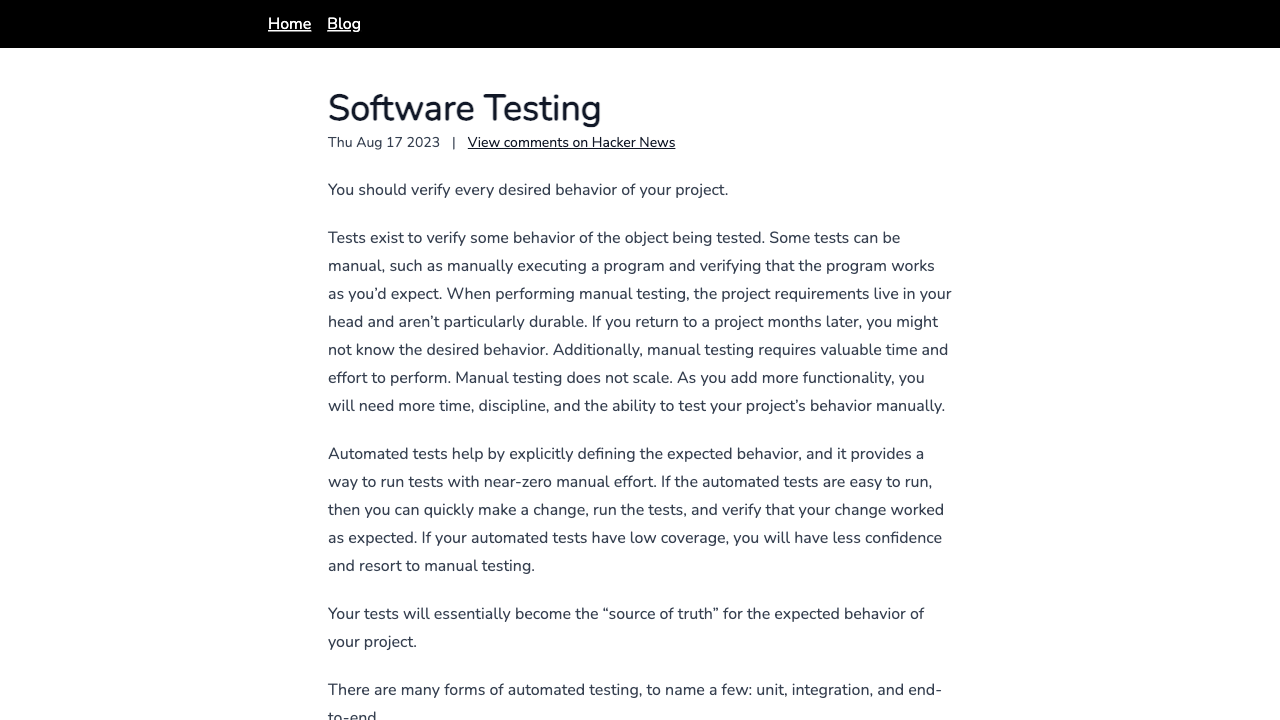 Home Blog
Software Testing
Thu Aug 17 2023 | View comments on Hacker News
You should verify every desired behavior of your project.
Tests exist to verify some behavior of the object being tested. Some tests can be
manual, such as manually executing a program and verifying that the program works
as you’d expect. When performing manual testing, the project requirements live in your
head and aren’t particularly durable. If you return to a project months later, you might
not know the desired behavior. Additionally, manual testing requires valuable time and
effort to perform. Manual testing does not scale. As you add more functionality, you
will need more time, discipline, and the ability to test your project’s behavior manually.
Automated tests help by explicitly defining the expected behavior, and it provides a
way to run tests with near-zero manual effort. If the automated tests are easy to run,
then you can quickly make a change, run the tests, and verify that your change worked
as expected. If your automated tests have low coverage, you will have less confidence
and resort to manual testing.
Your tests will essentially become the “source of truth” for the expected behavior of
your project.
There are many forms of automated testing, to name a few: unit, integration, and end-
to-end